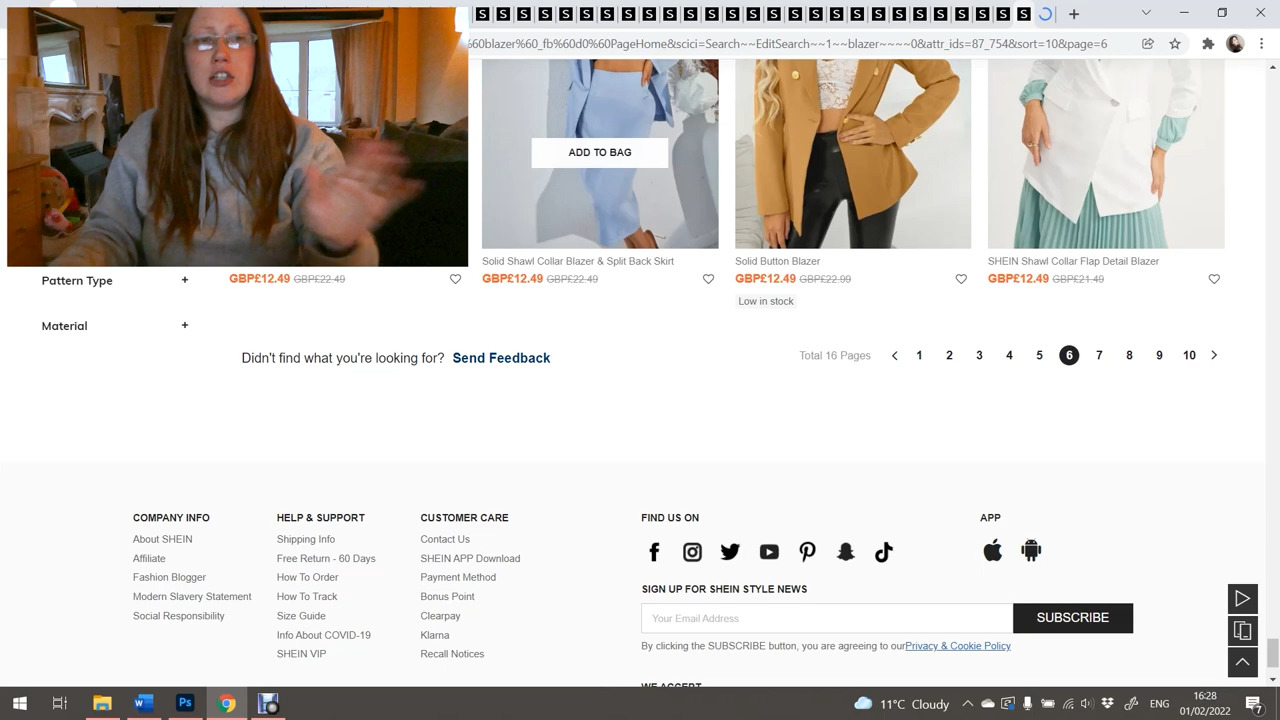 %60blazer%60_fb%60d0%60PageHome&scici=Search~~EditSearch~~1~~blazer~~~~0&attr_ids=87_754&sort=10&page=6
ADD TO BAG
Solid Shawl Collar Blazer & Split Back Skirt
Solid Button Blazer
SHEIN Shawl Collar Flap Detail Blazer
GBP£12.49 GBP£22.49
GBP£12.49 GBP£22.49
GBP£12.49 GBP£22.99
GBP£12.49 GBP£21.49
Low in stock
Pattern Type +
Material +
Didn't find what you're looking for? Send Feedback
Total 16 Pages 1 2 3 4 5 6 7 8 9 10
COMPANY INFO
About SHEIN
Affiliate
Fashion Blogger
Modern Slavery Statement
Social Responsibility
HELP & SUPPORT
Shipping Info
Free Return - 60 Days
How To Order
How To Track
Size Guide
Info About COVID-19
SHEIN VIP
CUSTOMER CARE
Contact Us
SHEIN APP Download
Payment Method
Bonus Point
Clearpay
Klarna
Recall Notices
FIND US ON
APP
SIGN UP FOR SHEIN STYLE NEWS
Your Email Address
SUBSCRIBE
By clicking the SUBSCRIBE button, you are agreeing to ourPrivacy & Cookie Policy
WE ACCEPT
11°C Cloudy
16:28
01/02/2022
7